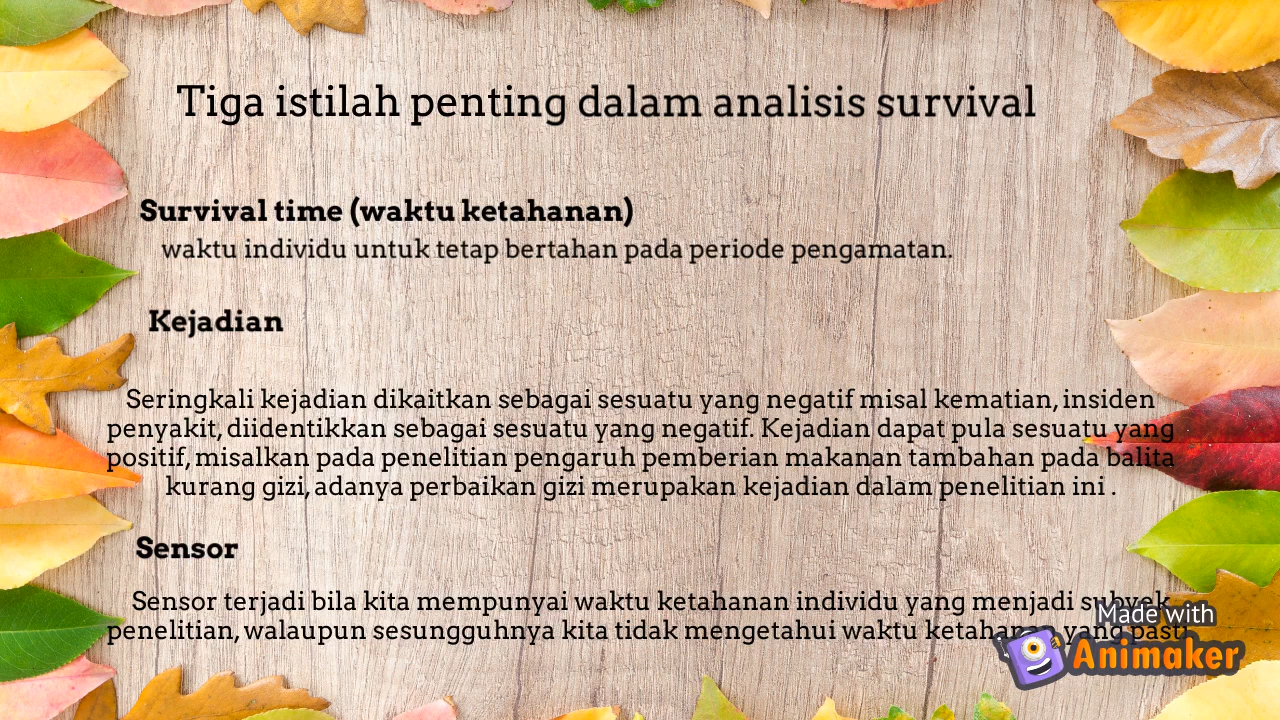 Tiga istilah penting dalam analisis survival
Survival time (waktu ketahanan)
waktu individu untuk tetap bertahan pada periode pengamatan.
Kejadian
Seringkali kejadian dikaitkan sebagai sesuatu yang negatif misal kematian, insiden
penyakit, diidentikkan sebagai sesuatu yang negatif. Kejadian dapat pula sesuatu yang
positif, misalkan pada penelitian pengaruh pemberian makanan tambahan pada balita
kurang gizi, adanya perbaikan gizi merupakan kejadian dalam penelitian ini .
Sensor
Sensor terjadi bila kita mempunyai waktu ketahanan individu yang menjadi subyek
penelitian, walaupun sesungguhnya kita tidak mengetahui waktu ketahanan yang pasti
Made with
Animaker